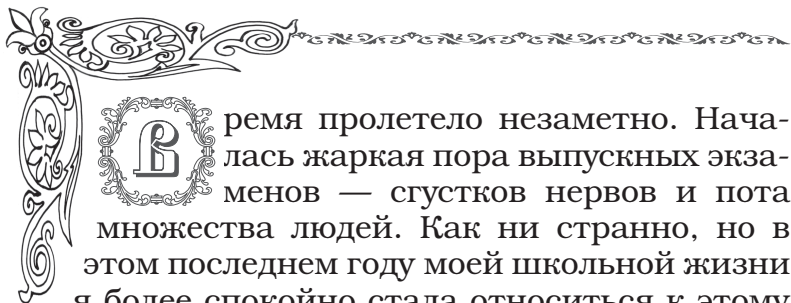 Время пролетело незаметно. Нача-
лась жаркая пора выпускных экза-
менов — сгустков нервов и пота
множества людей. Как ни странно, но в
этом последнем году моей школьной жизни
я более спокойно стала относиться к этому